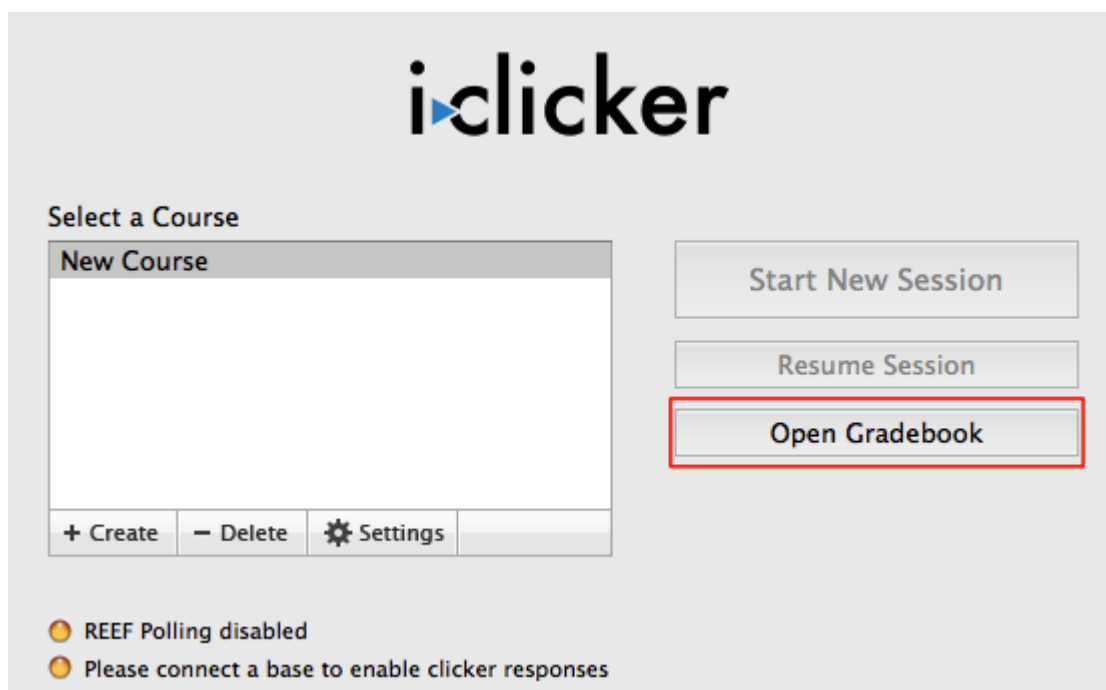 i clicker
Select a Course
New Course
Start New Session
Resume Session
Open Gradebook
+ Create
− Delete
Settings
REEF Polling disabled
Please connect a base to enable clicker responses